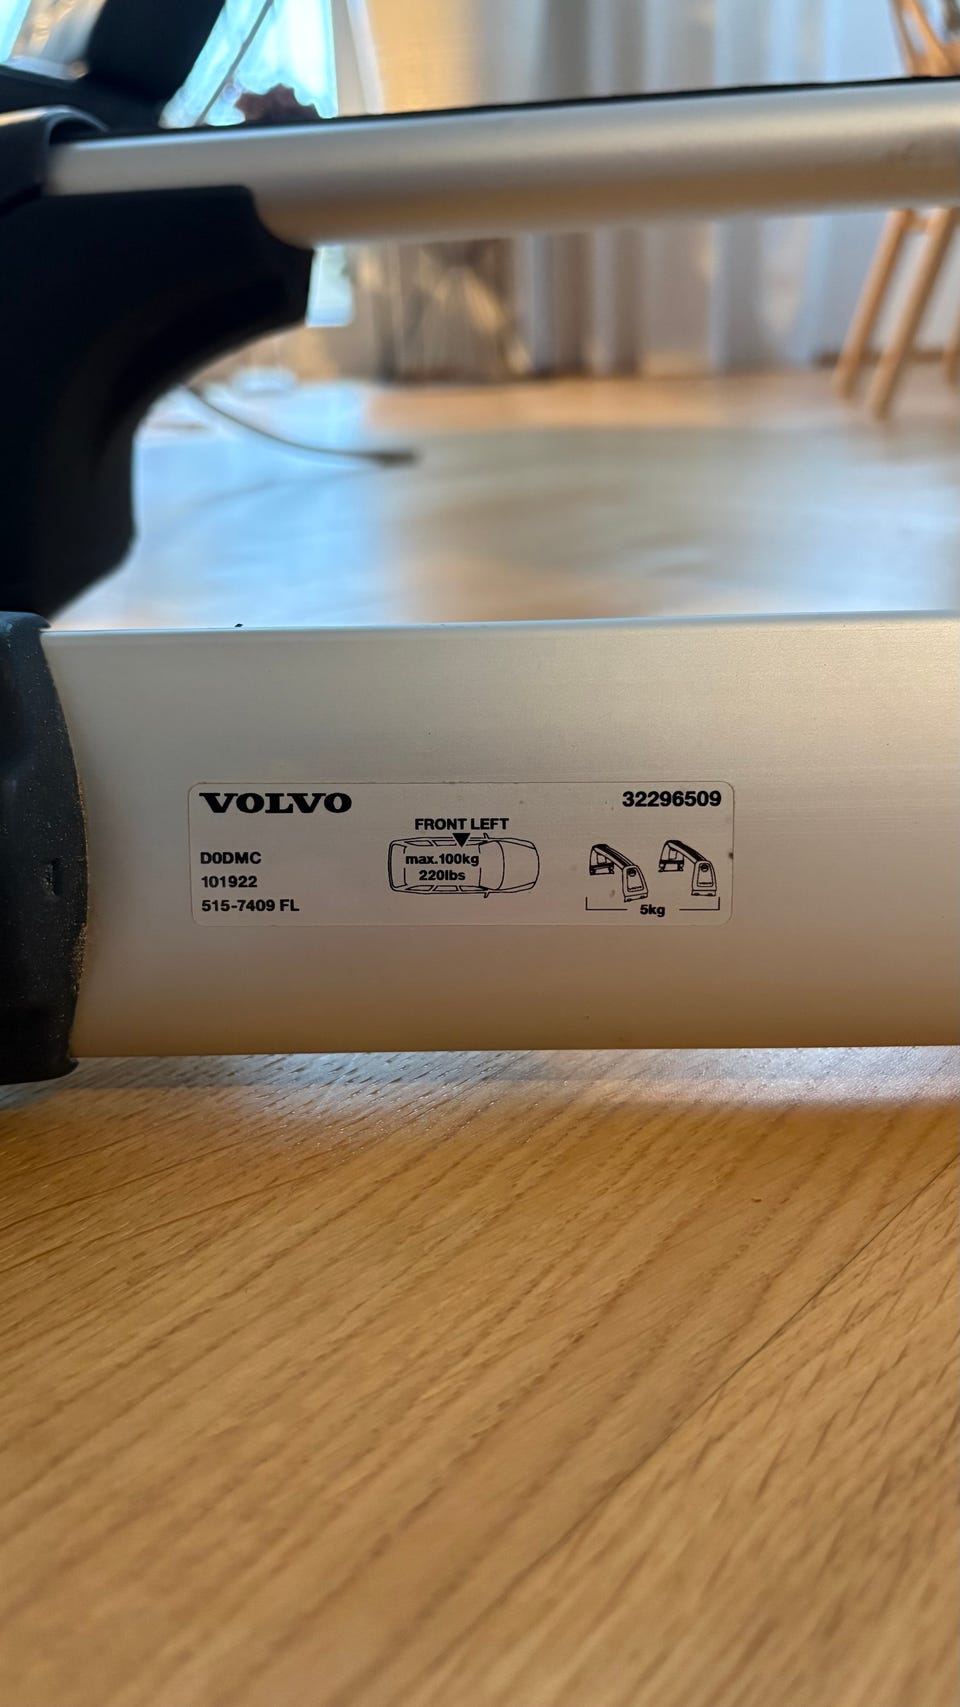 VOLVO
32296509
FRONT LEFT
max.100kg
220lbs
D0DMC
101922
515-7409 FL
5kg